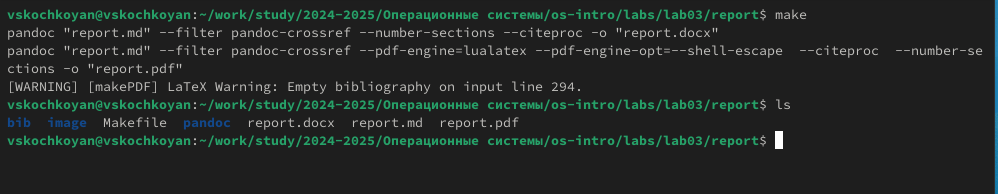 vskochkoyan@vskochkoyan:~/work/study/2024-2025/Операционные системы/os-intro/labs/lab03/report$ make
pandoc "report.md" --filter pandoc-crossref --number-sections --citeproc -o "report.docx"
pandoc "report.md" --filter pandoc-crossref --pdf-engine=lualatex --pdf-engine-opt=--shell-escape  --citeproc  --number-se
ctions -o "report.pdf"
[WARNING] [makePDF] LaTeX Warning: Empty bibliography on input line 294.
vskochkoyan@vskochkoyan:~/work/study/2024-2025/Операционные системы/os-intro/labs/lab03/report$ ls
bib  image  Makefile  pandoc  report.docx  report.md  report.pdf
vskochkoyan@vskochkoyan:~/work/study/2024-2025/Операционные системы/os-intro/labs/lab03/report$